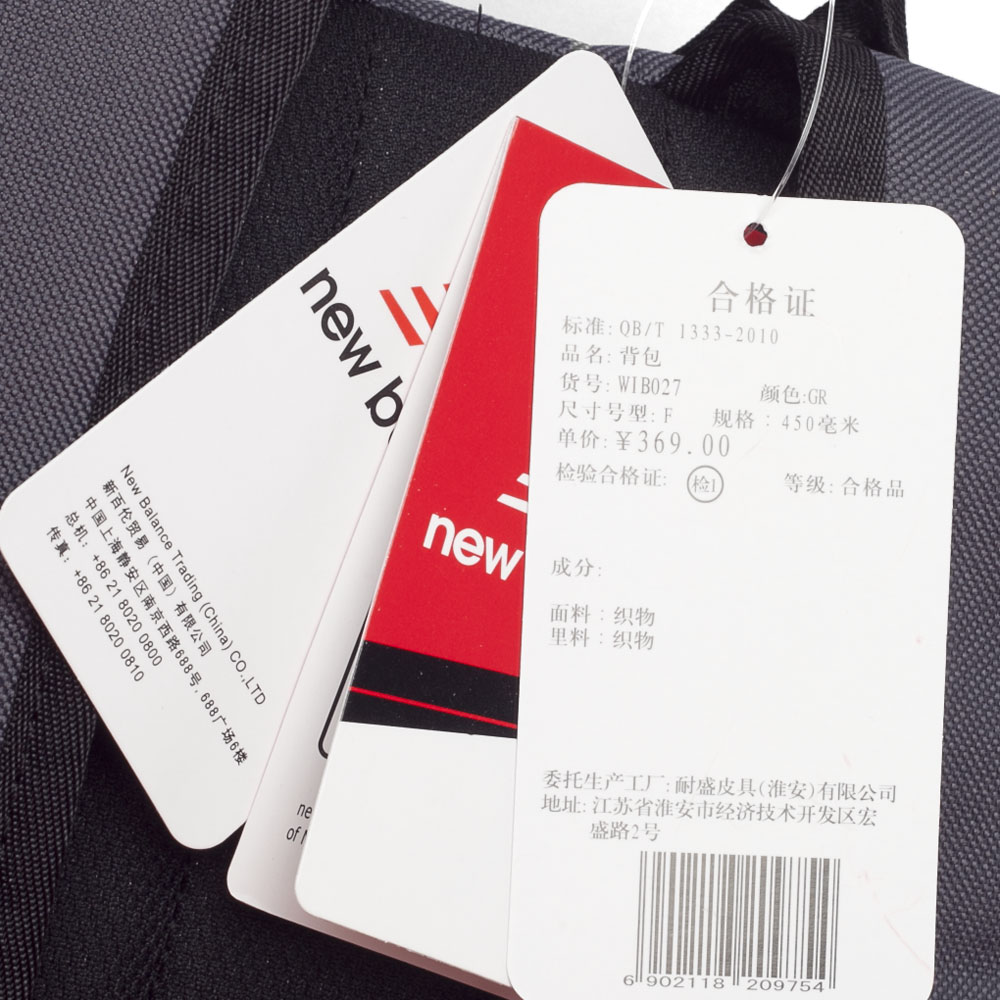 new b
New Balance Trading (China) CO.,LTD
新百伦贸易（中国）有限公司
中国上海静安区南京西路688号, 688广场6楼
总机: +86 21 8020 0800
传真: +86 21 8020 0810
ne
of
new
合格证
标准: QB/T 1333-2010
品名: 背包
货号: WIB027 颜色:GR
尺寸号型: F 规格：450毫米
单价: ¥369.00
检验合格证: 检1 等级: 合格品
成分:
面料：织物
里料：织物
委托生产工厂: 耐盛皮具(淮安)有限公司
地址: 江苏省淮安市经济技术开发区宏
盛路2号
6 902118 209754